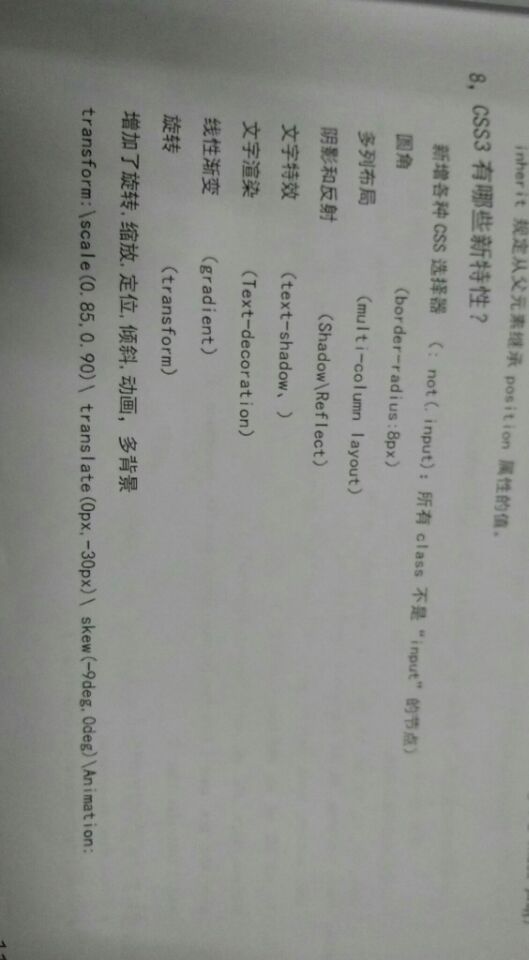 inherit 规定从父元素继承 position 属性的值。
8, CSS3 有哪些新特性？
新增各种 CSS 选择器 (: not(.input): 所有 class 不是 “input” 的节点)
圆角 (border-radius:8px)
多列布局 (multi-column layout)
阴影和反射 (Shadow\Reflect)
文字特效 (text-shadow、)
文字渲染 (Text-decoration)
线性渐变 (gradient)
旋转 (transform)
增加了旋转,缩放,定位,倾斜,动画, 多背景
transform:\scale(0.85,0.90)\ translate(0px,-30px)\ skew(-9deg,0deg)\Animation: